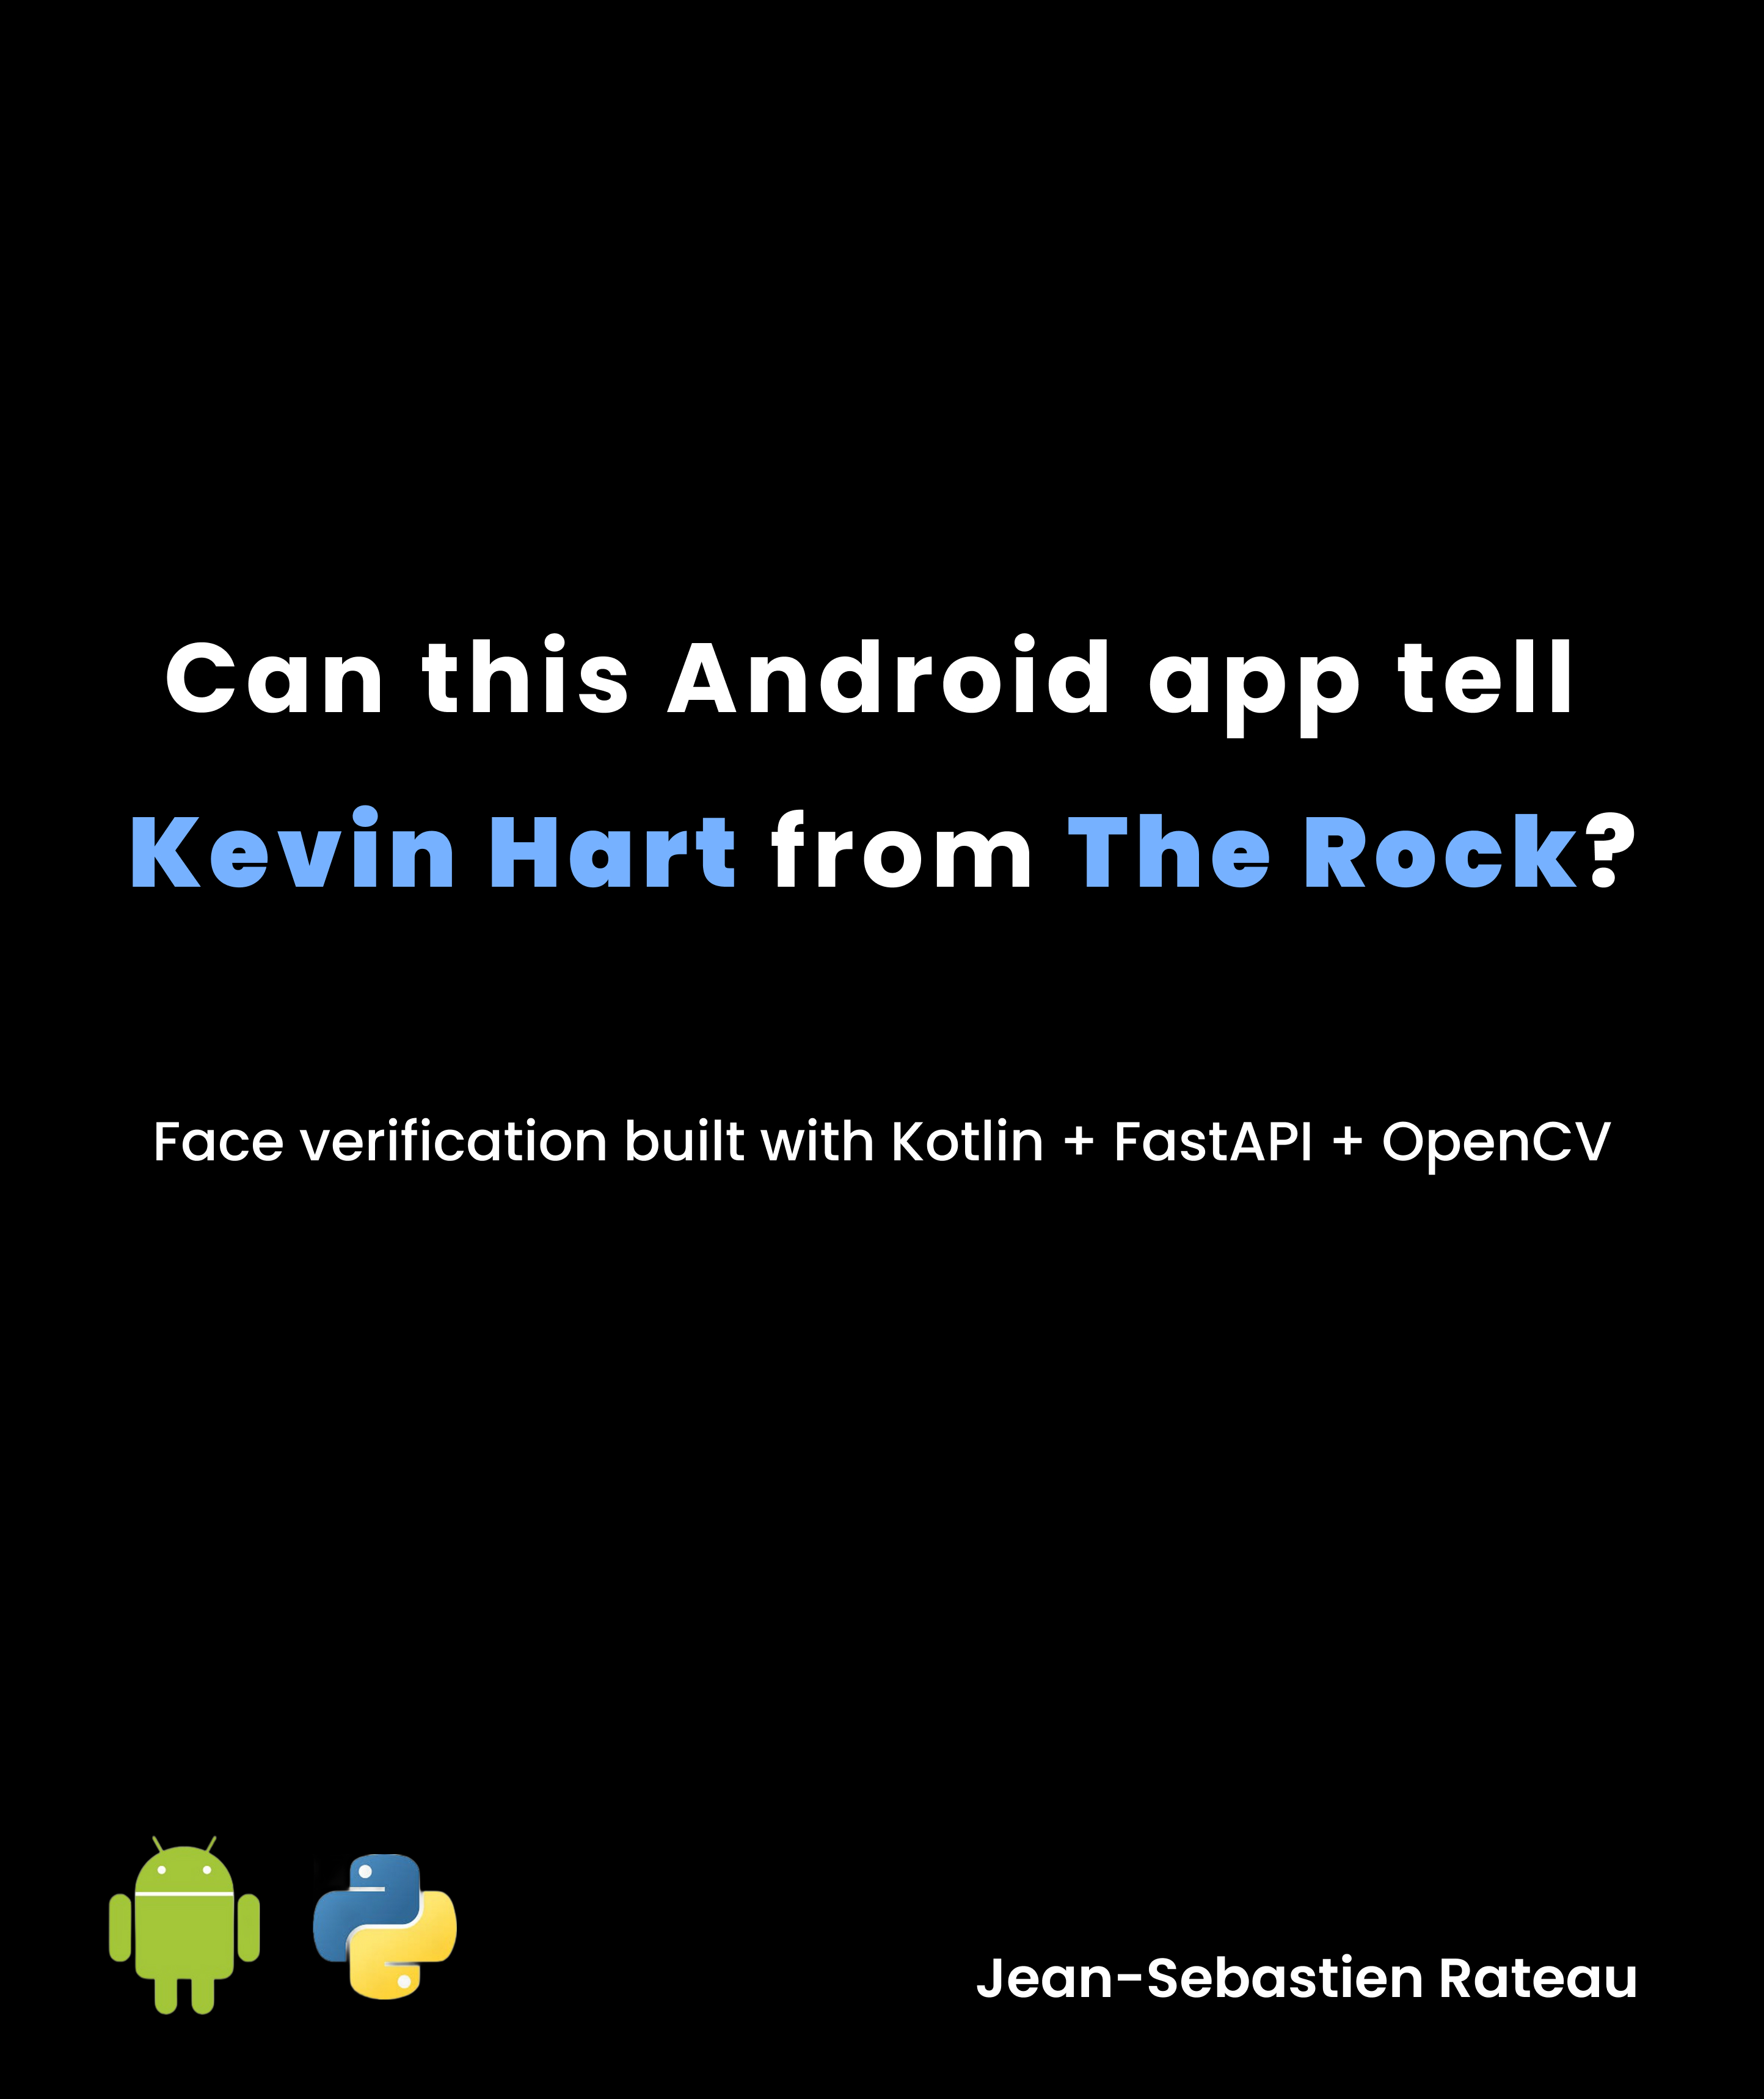 Can this Android app tell
Kevin Hart from The Rock?
Face verification built with Kotlin + FastAPI + OpenCV
Jean-Sebastien Rateau